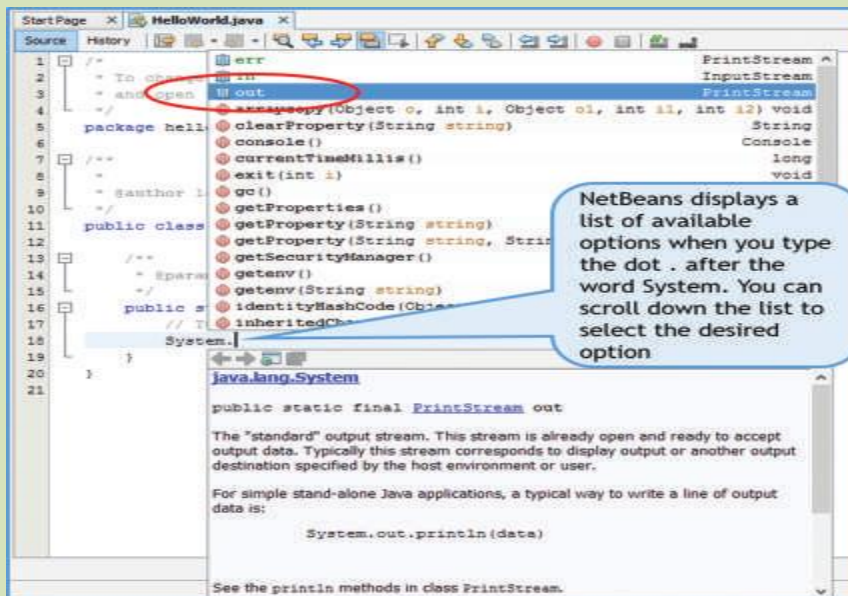 Start Page HelloWorld.java
Source History
1 /*
2 * To chang
3 * and open
4 */
5 package hell
6
7 /**
8 *
9 * @author
10 */
11 public class
12
13 /**
14 * @para
15 */
16 public s
17 // T
18 System.
19 }
20 }
21
err PrintStream
in InputStream
out PrintStream
arraycopy(Object o, int i, Object o1, int i1, int i2) void
clearProperty(String string) String
console() Console
currentTimeMillis() long
exit(int i) void
gc()
getProperties()
getProperty(String string)
getProperty(String string, Strin
getSecurityManager()
getenv()
getenv(String string)
identityHashCode(Objec
inheritedCh
NetBeans displays a
list of available
options when you type
the dot . after the
word System. You can
scroll down the list to
select the desired
option
java.lang.System
public static final PrintStream out
The "standard" output stream. This stream is already open and ready to accept
output data. Typically this stream corresponds to display output or another output
destination specified by the host environment or user.
For simple stand-alone Java applications, a typical way to write a line of output
data is:
System.out.println(data)
See the println methods in class PrintStream.